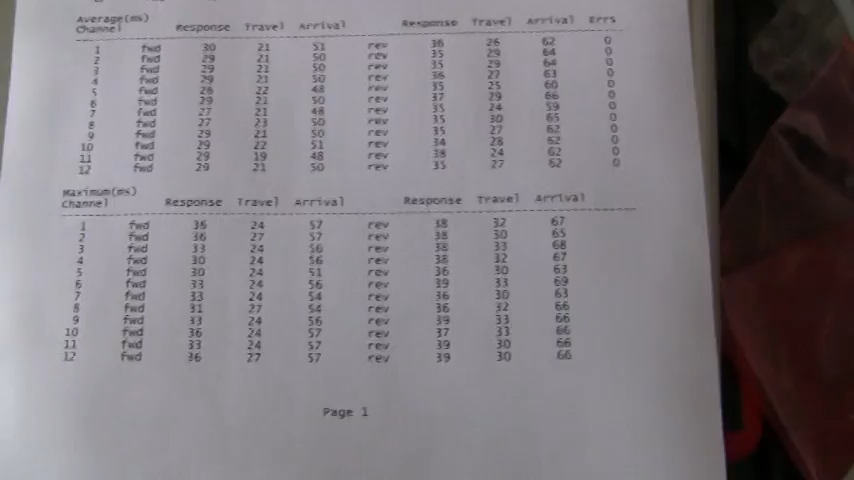 Average(ms)
Channel Response Travel Arrival Response Travel Arrival Errs
1 fwd 30 21 51 rev 36 26 62 0
2 fwd 29 21 50 rev 35 29 64 0
3 fwd 29 21 50 rev 35 29 64 0
4 fwd 29 21 50 rev 36 27 63 0
5 fwd 26 22 48 rev 35 25 60 0
6 fwd 29 21 50 rev 37 29 66 0
7 fwd 27 21 48 rev 35 24 59 0
8 fwd 27 23 50 rev 35 30 65 0
9 fwd 29 21 50 rev 35 27 62 0
10 fwd 29 22 51 rev 34 28 62 0
11 fwd 29 19 48 rev 38 24 62 0
12 fwd 29 21 50 rev 35 27 62 0
Maximum(ms)
Channel Response Travel Arrival Response Travel Arrival
1 fwd 36 24 57 rev 38 32 67
2 fwd 36 27 57 rev 38 30 65
3 fwd 33 24 56 rev 38 33 68
4 fwd 30 24 56 rev 38 32 67
5 fwd 30 24 51 rev 36 30 63
6 fwd 33 24 56 rev 39 33 69
7 fwd 33 24 54 rev 36 30 63
8 fwd 31 27 54 rev 36 32 66
9 fwd 33 24 56 rev 39 33 66
10 fwd 36 24 57 rev 37 33 66
11 fwd 33 24 57 rev 39 30 66
12 fwd 36 27 57 rev 39 30 66
Page 1